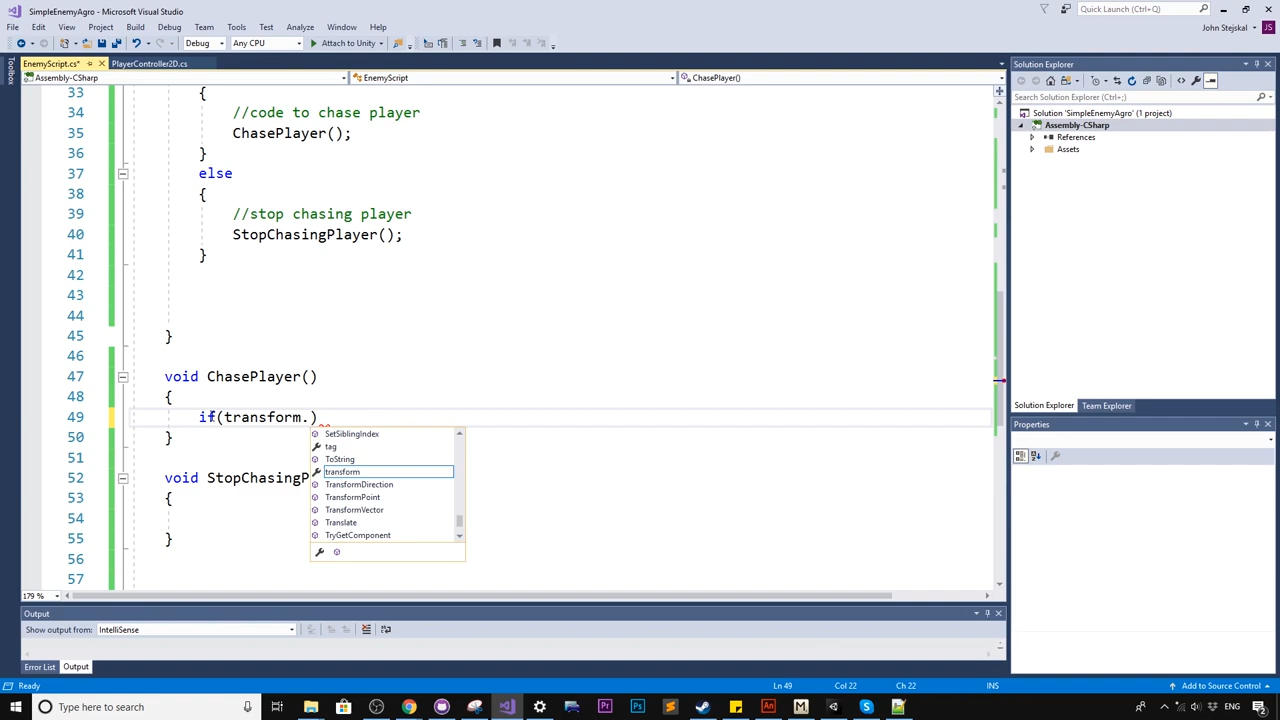 SimpleEnemyAgro - Microsoft Visual Studio
Quick Launch (Ctrl+Q)
File Edit View Project Build Debug Team Tools Test Analyze Window Help
John Stejskal JS
Debug Any CPU Attach to Unity
Toolbox
EnemyScript.cs* PlayerController2D.cs
Assembly-CSharp EnemyScript ChasePlayer()
33 {
34 //code to chase player
35 ChasePlayer();
36 }
37 else
38 {
39 //stop chasing player
40 StopChasingPlayer();
41 }
42
43
44
45 }
46
47 void ChasePlayer()
48 {
49 if(transform.)
50 }
51
52 void StopChasingP
53 {
54
55 }
56
57
SetSiblingIndex
tag
ToString
transform
TransformDirection
TransformPoint
TransformVector
Translate
TryGetComponent
179 %
Output
Show output from: IntelliSense
Error List Output
Solution Explorer
Search Solution Explorer (Ctrl+;)
Solution 'SimpleEnemyAgro' (1 project)
Assembly-CSharp
References
Assets
Solution Explorer Team Explorer
Properties
Ready Ln 49 Col 22 Ch 22 INS Add to Source Control
Type here to search
ENG